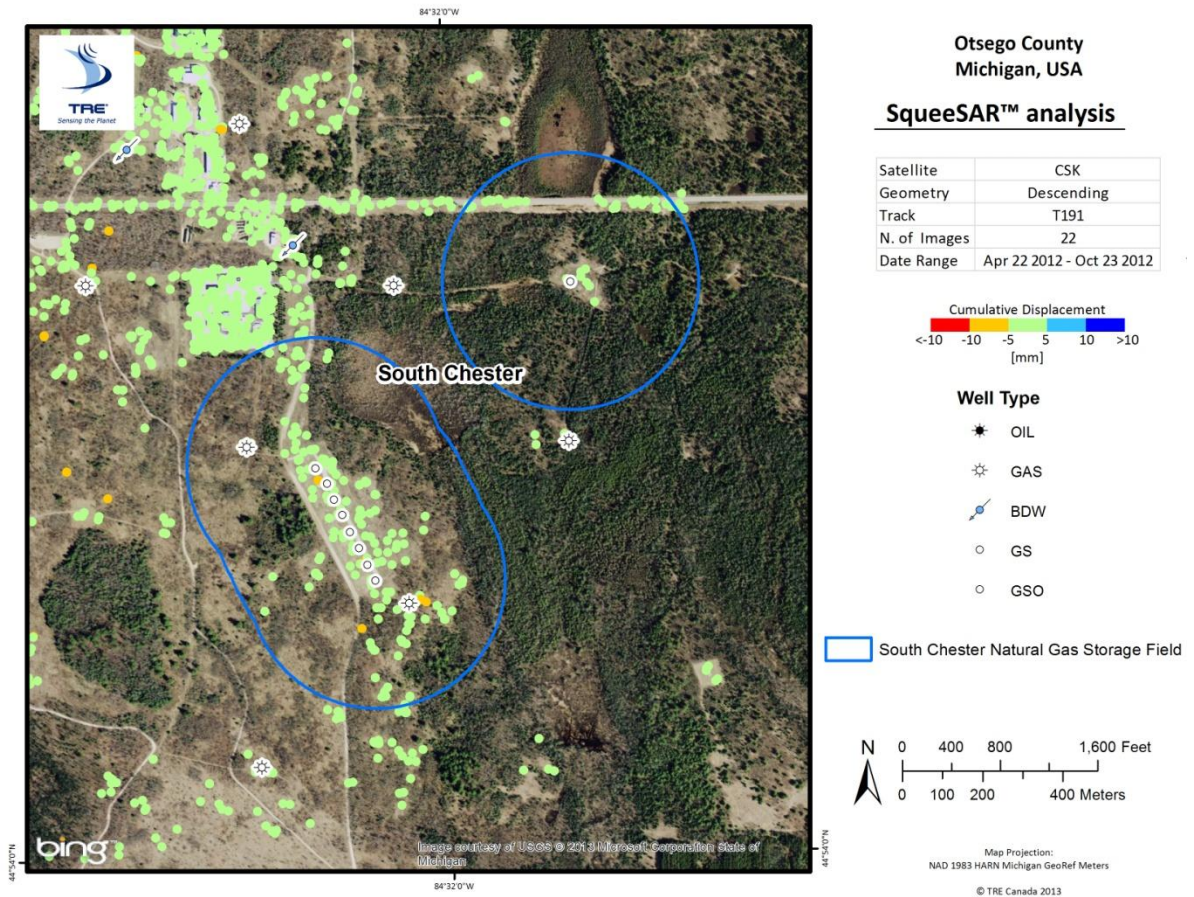 84°32'0"W
TRE®
Sensing the Planet
South Chester
bing
Image courtesy of USGS © 2013 Microsoft Corporation State of
Michigan
44°54'0"N
44°54'0"N
84°32'0"W
Otsego County
Michigan, USA
SqueeSAR™ analysis
Satellite CSK
Geometry Descending
Track T191
N. of Images 22
Date Range Apr 22 2012 - Oct 23 2012
Cumulative Displacement
<-10 -10 -5 5 10 >10
[mm]
Well Type
OIL
GAS
BDW
GS
GSO
South Chester Natural Gas Storage Field
N
0 400 800 1,600 Feet
0 100 200 400 Meters
Map Projection:
NAD 1983 HARN Michigan GeoRef Meters
© TRE Canada 2013